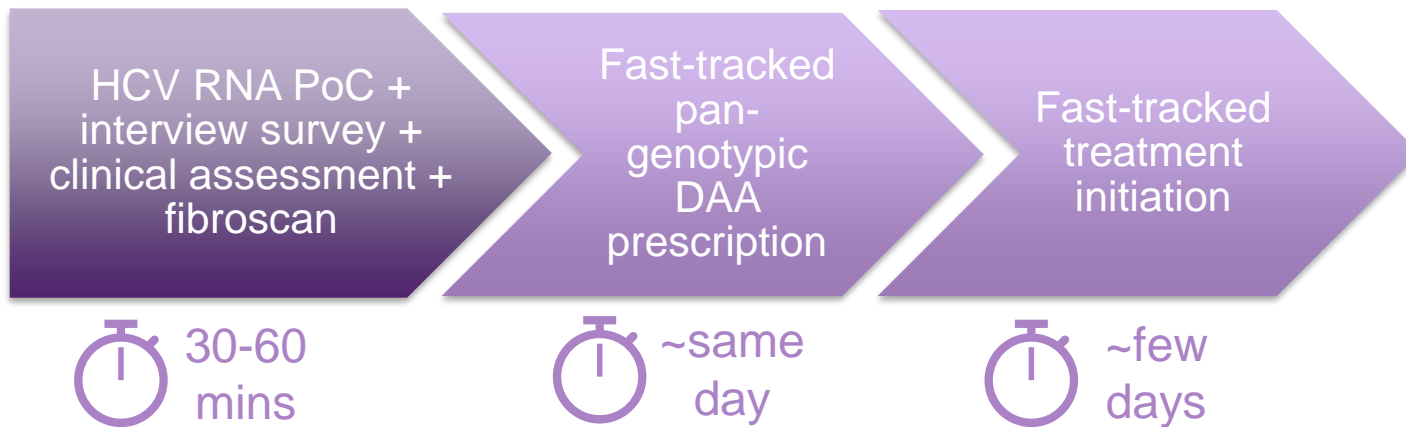 HCV RNA PoC +
interview survey +
clinical assessment +
fibroscan
Fast-tracked
pan-
genotypic
DAA
prescription
Fast-tracked
treatment
initiation
30-60
mins
~same
day
~few
days